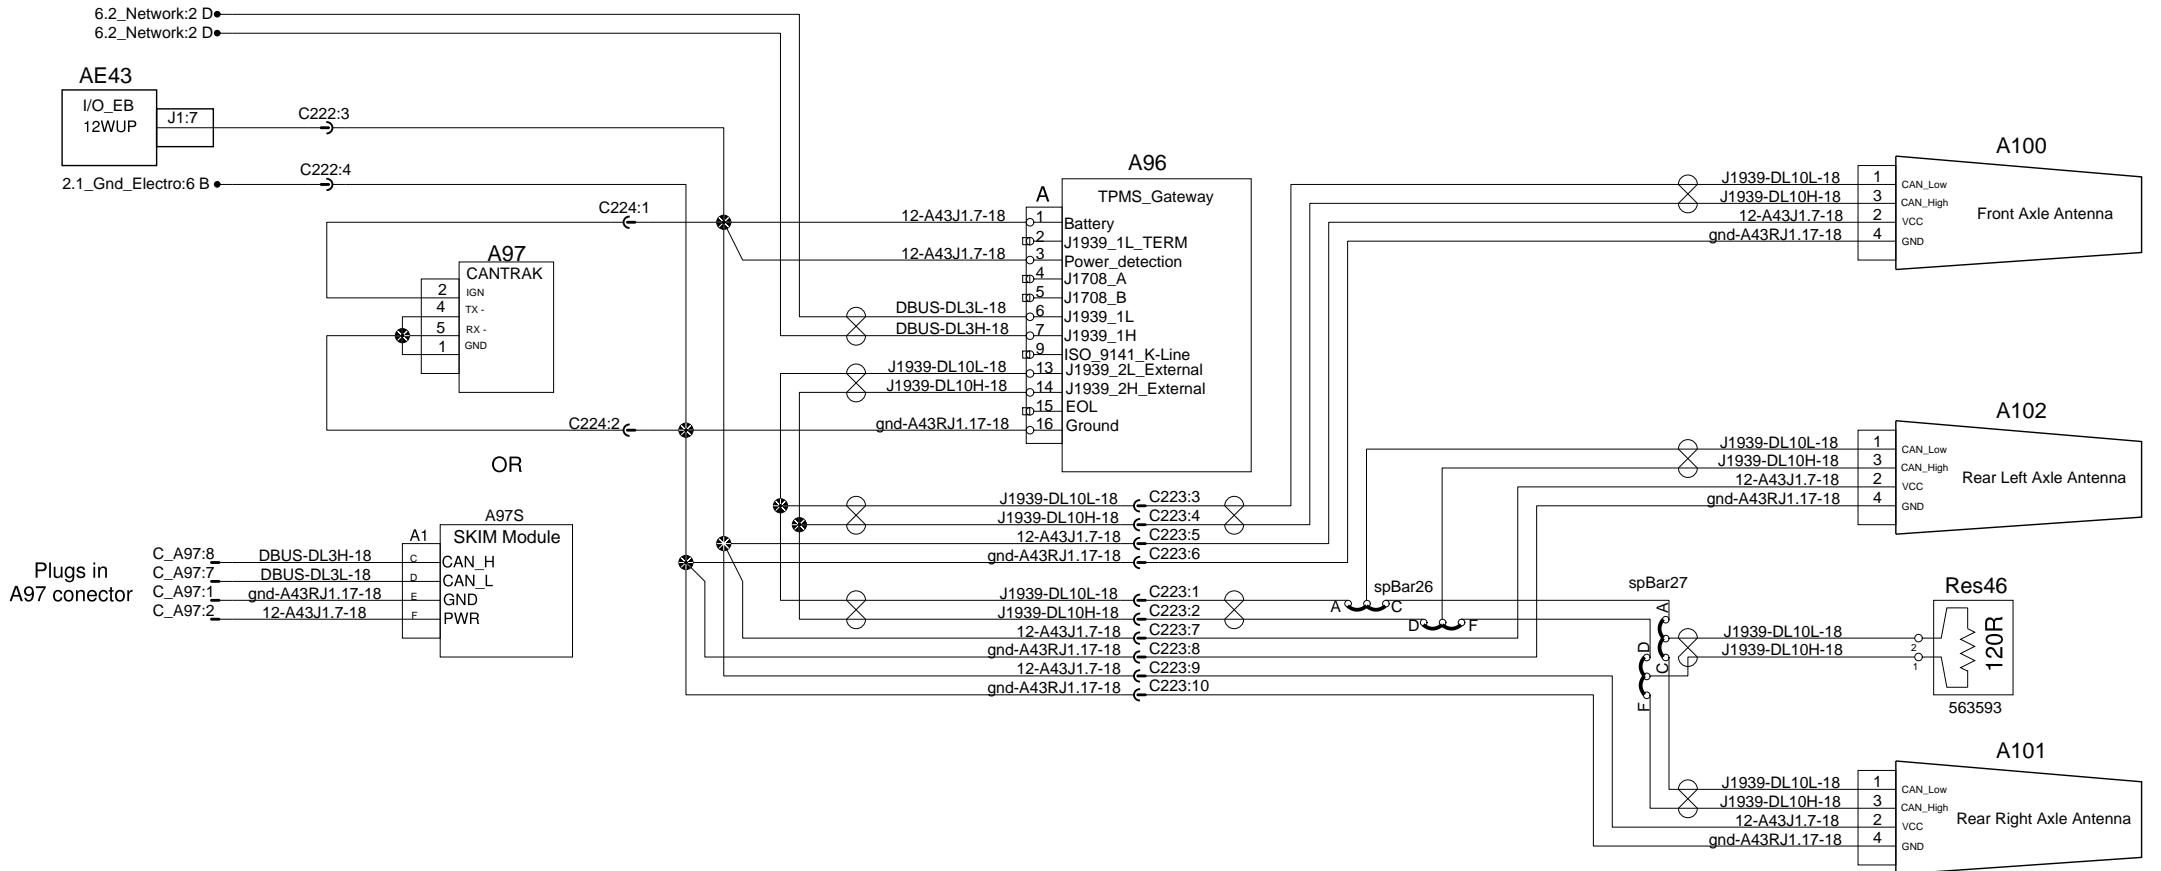 6.2_Network:2 D
6.2_Network:2 D
AE43
I/O_EB
12WUP
J1:7
C222:3
C222:4
2.1_Gnd_Electro:6 B
C224:1
A97
CANTRAK
2 IGN
4 TX -
5 RX -
1 GND
C224:2
OR
A97S
A1
SKIM Module
C_A97:8 DBUS-DL3H-18 C CAN_H
C_A97:7 DBUS-DL3L-18 D CAN_L
C_A97:1 gnd-A43RJ1.17-18 E GND
C_A97:2 12-A43J1.7-18 F PWR
Plugs in
A97 conector
A96
A
TPMS_Gateway
12-A43J1.7-18 1 Battery
2 J1939_1L_TERM
12-A43J1.7-18 3 Power_detection
4 J1708_A
5 J1708_B
DBUS-DL3L-18 6 J1939_1L
DBUS-DL3H-18 7 J1939_1H
9 ISO_9141_K-Line
J1939-DL10L-18 13 J1939_2L_External
J1939-DL10H-18 14 J1939_2H_External
15 EOL
gnd-A43RJ1.17-18 16 Ground
J1939-DL10L-18 C223:3
J1939-DL10H-18 C223:4
12-A43J1.7-18 C223:5
gnd-A43RJ1.17-18 C223:6
J1939-DL10L-18 C223:1
J1939-DL10H-18 C223:2
12-A43J1.7-18 C223:7
gnd-A43RJ1.17-18 C223:8
12-A43J1.7-18 C223:9
gnd-A43RJ1.17-18 C223:10
spBar26
A C
D F
spBar27
A
C
D
F
A100
J1939-DL10L-18 1 CAN_Low
J1939-DL10H-18 3 CAN_High
12-A43J1.7-18 2 VCC
gnd-A43RJ1.17-18 4 GND
Front Axle Antenna
A102
J1939-DL10L-18 1 CAN_Low
J1939-DL10H-18 3 CAN_High
12-A43J1.7-18 2 VCC
gnd-A43RJ1.17-18 4 GND
Rear Left Axle Antenna
Res46
J1939-DL10L-18 2
J1939-DL10H-18 1
120R
563593
A101
J1939-DL10L-18 1 CAN_Low
J1939-DL10H-18 3 CAN_High
12-A43J1.7-18 2 VCC
gnd-A43RJ1.17-18 4 GND
Rear Right Axle Antenna